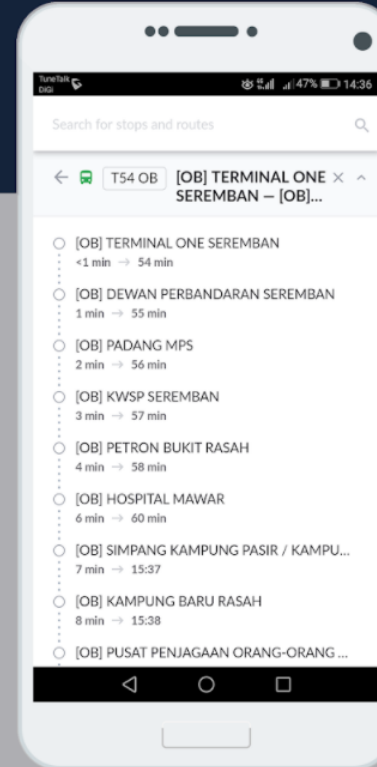 TuneTalk
DiGi
47% 14:36
Search for stops and routes
T54 OB
[OB] TERMINAL ONE
SEREMBAN — [OB]...
[OB] TERMINAL ONE SEREMBAN
<1 min → 54 min
[OB] DEWAN PERBANDARAN SEREMBAN
1 min → 55 min
[OB] PADANG MPS
2 min → 56 min
[OB] KWSP SEREMBAN
3 min → 57 min
[OB] PETRON BUKIT RASAH
4 min → 58 min
[OB] HOSPITAL MAWAR
6 min → 60 min
[OB] SIMPANG KAMPUNG PASIR / KAMPU...
7 min → 15:37
[OB] KAMPUNG BARU RASAH
8 min → 15:38
[OB] PUSAT PENJAGAAN ORANG-ORANG ...